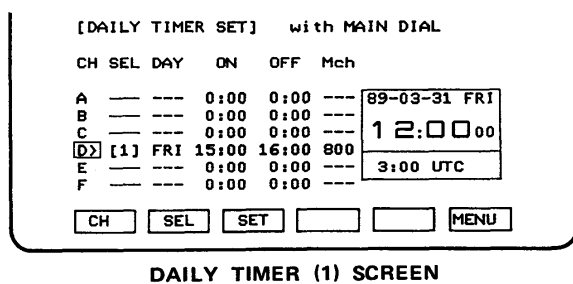 [DAILY TIMER SET] with MAIN DIAL
CH SEL DAY ON OFF Mch
A —— --- 0:00 0:00 ---
B —— --- 0:00 0:00 ---
C —— --- 0:00 0:00 ---
D> [1] FRI 15:00 16:00 800
E —— --- 0:00 0:00 ---
F —— --- 0:00 0:00 ---
89-03-31 FRI
12:00 00
3:00 UTC
CH SEL SET MENU
DAILY TIMER (1) SCREEN